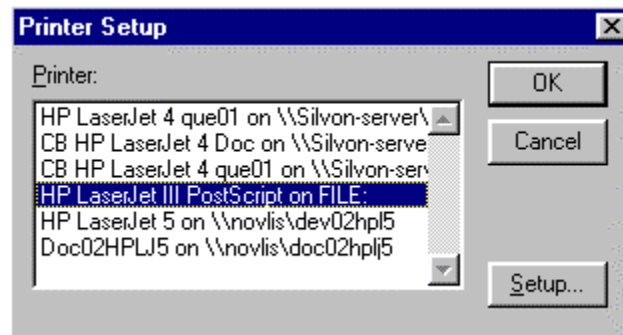 Printer Setup
Printer:
OK
HP LaserJet 4 que01 on \\Silvon-server\
CB HP LaserJet 4 Doc on \\Silvon-serve
Cancel
CB HP LaserJet 4 que01 on \\Silvon-serv
HP LaserJet III PostScript on FILE:
HP LaserJet 5 on \\novlis\dev02hpl5
Doc02HPLJ5 on \\novlis\doc02hplj5
Setup...